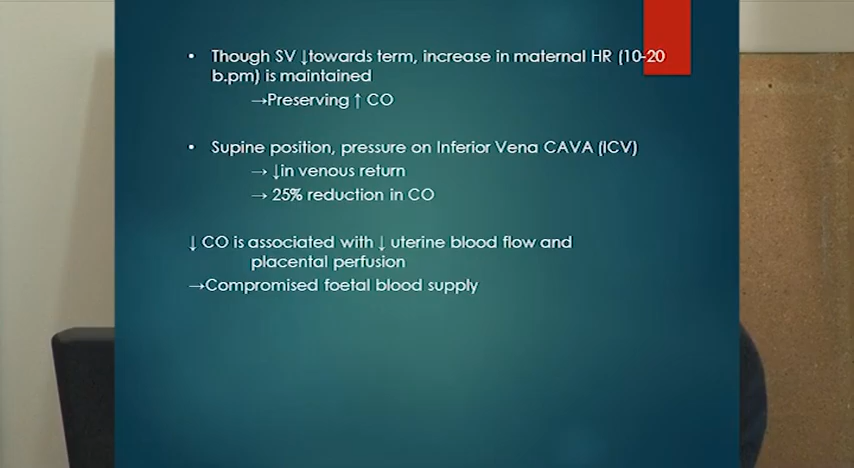 • Though SV ↓towards term, increase in maternal HR (10-20
b.pm) is maintained
→Preserving ↑ CO
• Supine position, pressure on Inferior Vena CAVA (ICV)
→ ↓in venous return
→ 25% reduction in CO
↓ CO is associated with ↓ uterine blood flow and
placental perfusion
→Compromised foetal blood supply